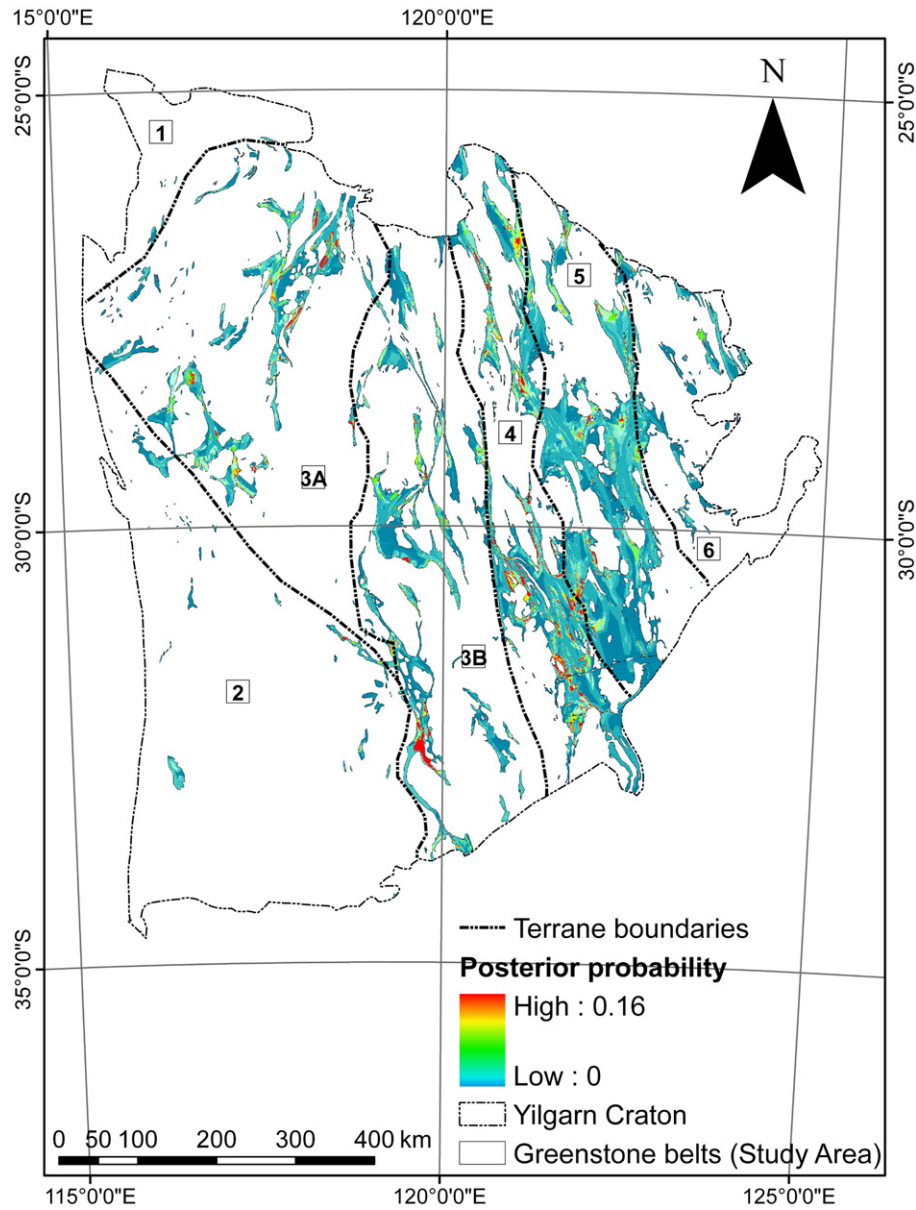 15°0'0"E
120°0'0"E
25°0'0"S
25°0'0"S
N
1
5
4
3A
30°0'0"S
30°0'0"S
6
3B
2
Terrane boundaries
Posterior probability
High : 0.16
Low : 0
Yilgarn Craton
Greenstone belts (Study Area)
35°0'0"S
0 50 100 200 300 400 km
115°0'0"E
120°0'0"E
125°0'0"E